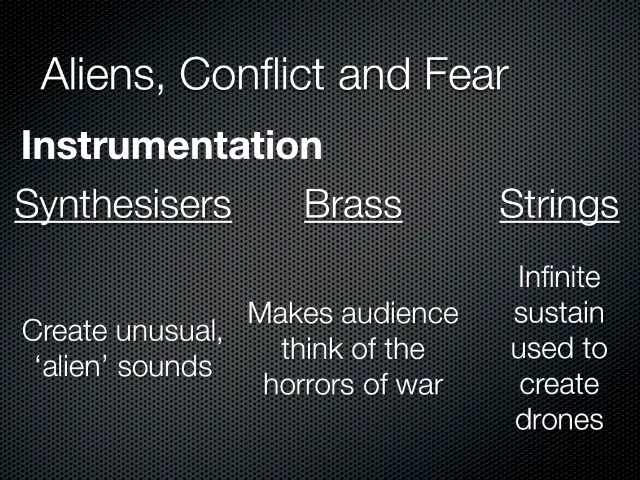 Aliens, Conflict and Fear
Instrumentation
Synthesisers
Brass
Strings
Create unusual,
‘alien’ sounds
Makes audience
think of the
horrors of war
Infinite
sustain
used to
create
drones